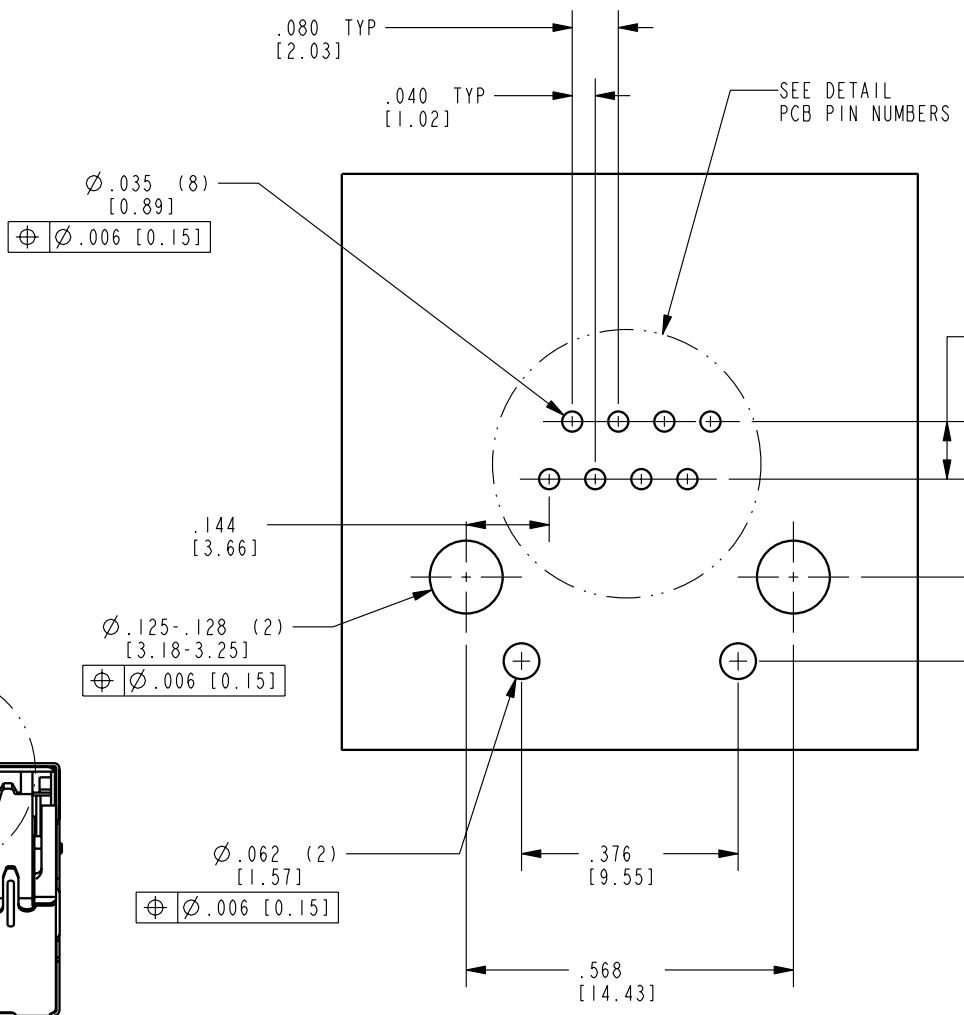 .080 TYP
[2.03]
.040 TYP
[1.02]
SEE DETAIL
PCB PIN NUMBERS
Ø.035 (8)
[0.89]
⌖ Ø.006 [0.15]
.144
[3.66]
Ø.125-.128 (2)
[3.18-3.25]
⌖ Ø.006 [0.15]
Ø.062 (2)
[1.57]
⌖ Ø.006 [0.15]
.376
[9.55]
.568
[14.43]